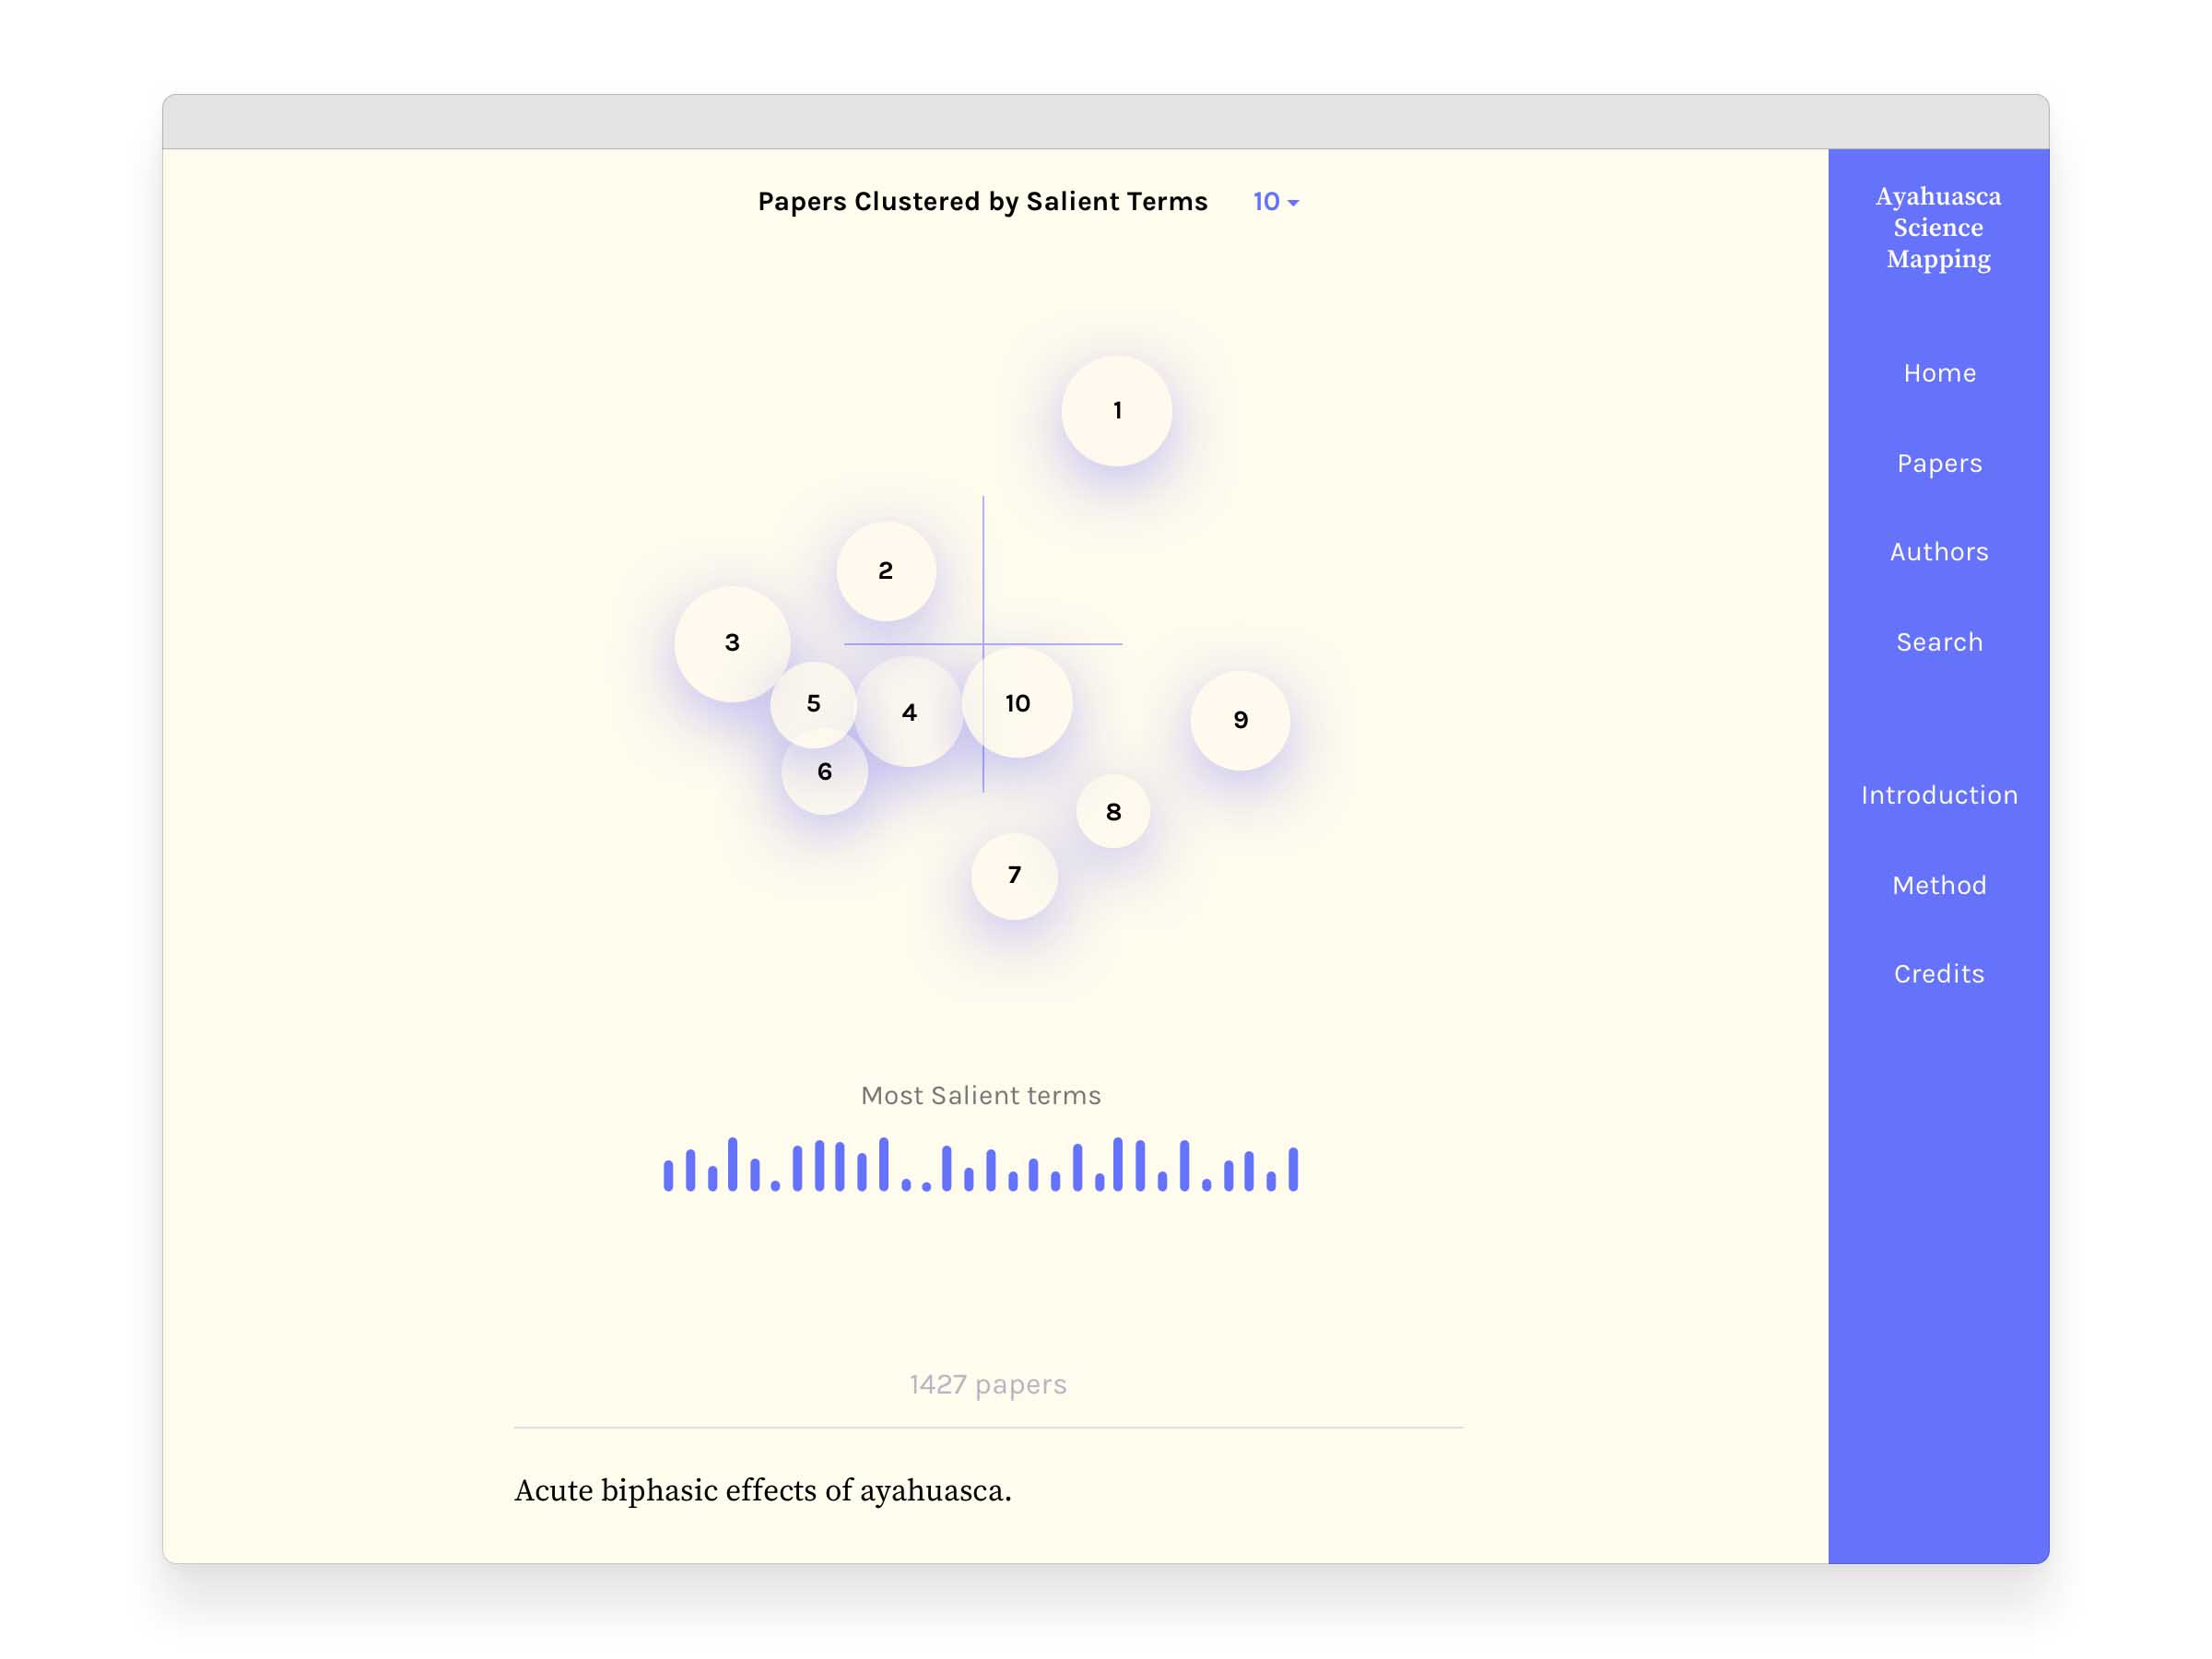 Papers Clustered by Salient Terms 10
1
2
3
5
4
10
9
6
8
7
Most Salient terms
1427 papers
Acute biphasic effects of ayahuasca.
Ayahuasca
Science
Mapping
Home
Papers
Authors
Search
Introduction
Method
Credits